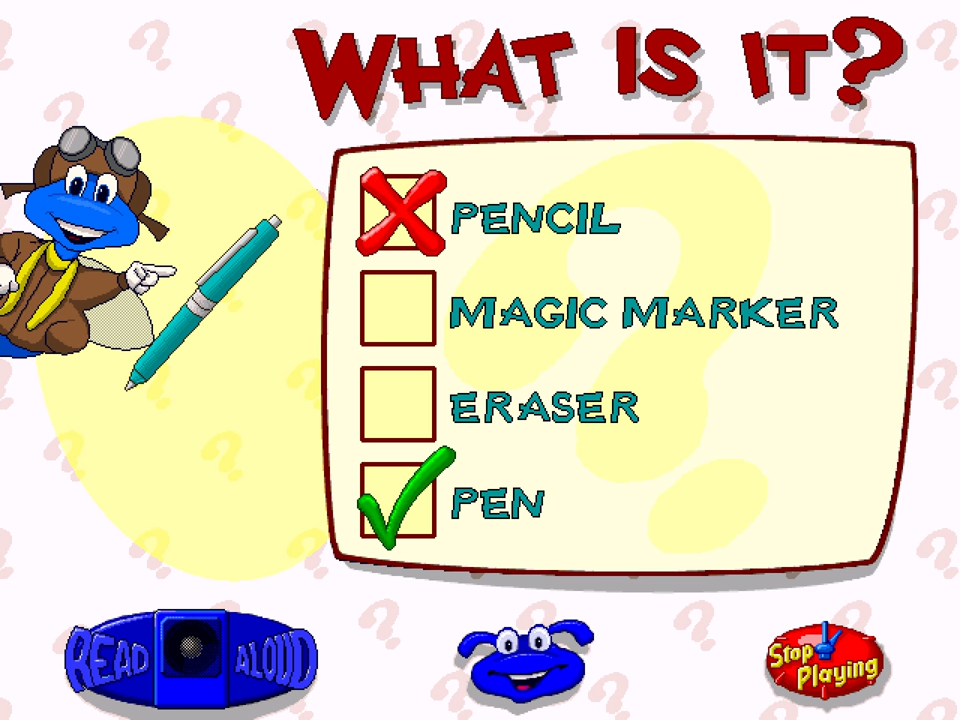 WHAT IS IT?
PENCIL
MAGIC MARKER
ERASER
PEN
READ ALOUD
Stop
Playing